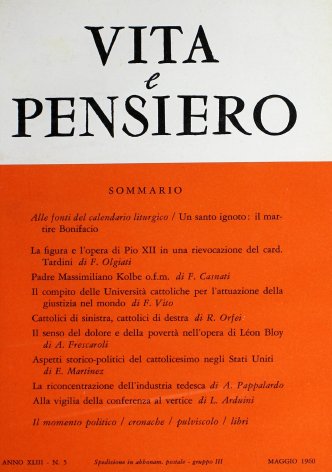 VITA
e
PENSIERO
SOMMARIO
Alle fonti del calendario liturgico / Un santo ignoto: il mar-
tire Bonifacio
La figura e l'opera di Pio XII in una rievocazione del card.
Tardini di F. Olgiati
Padre Massimiliano Kolbe o.f.m. di F. Casnati
Il compito delle Università cattoliche per l'attuazione della
giustizia nel mondo di F. Vito
Cattolici di sinistra, cattolici di destra di R. Orfei
Il senso del dolore e della povertà nell'opera di Léon Bloy
di A. Frescaroli
Aspetti storico-politici del cattolicesimo negli Stati Uniti
di E. Martinez
La riconcentrazione dell'industria tedesca di A. Pappalardo
Alla vigilia della conferenza al vertice di L. Arduini
Il momento politico / cronache / pulviscolo / libri
ANNO XLIII - N. 5 Spedizione in abbonam. postale - gruppo III MAGGIO 1960